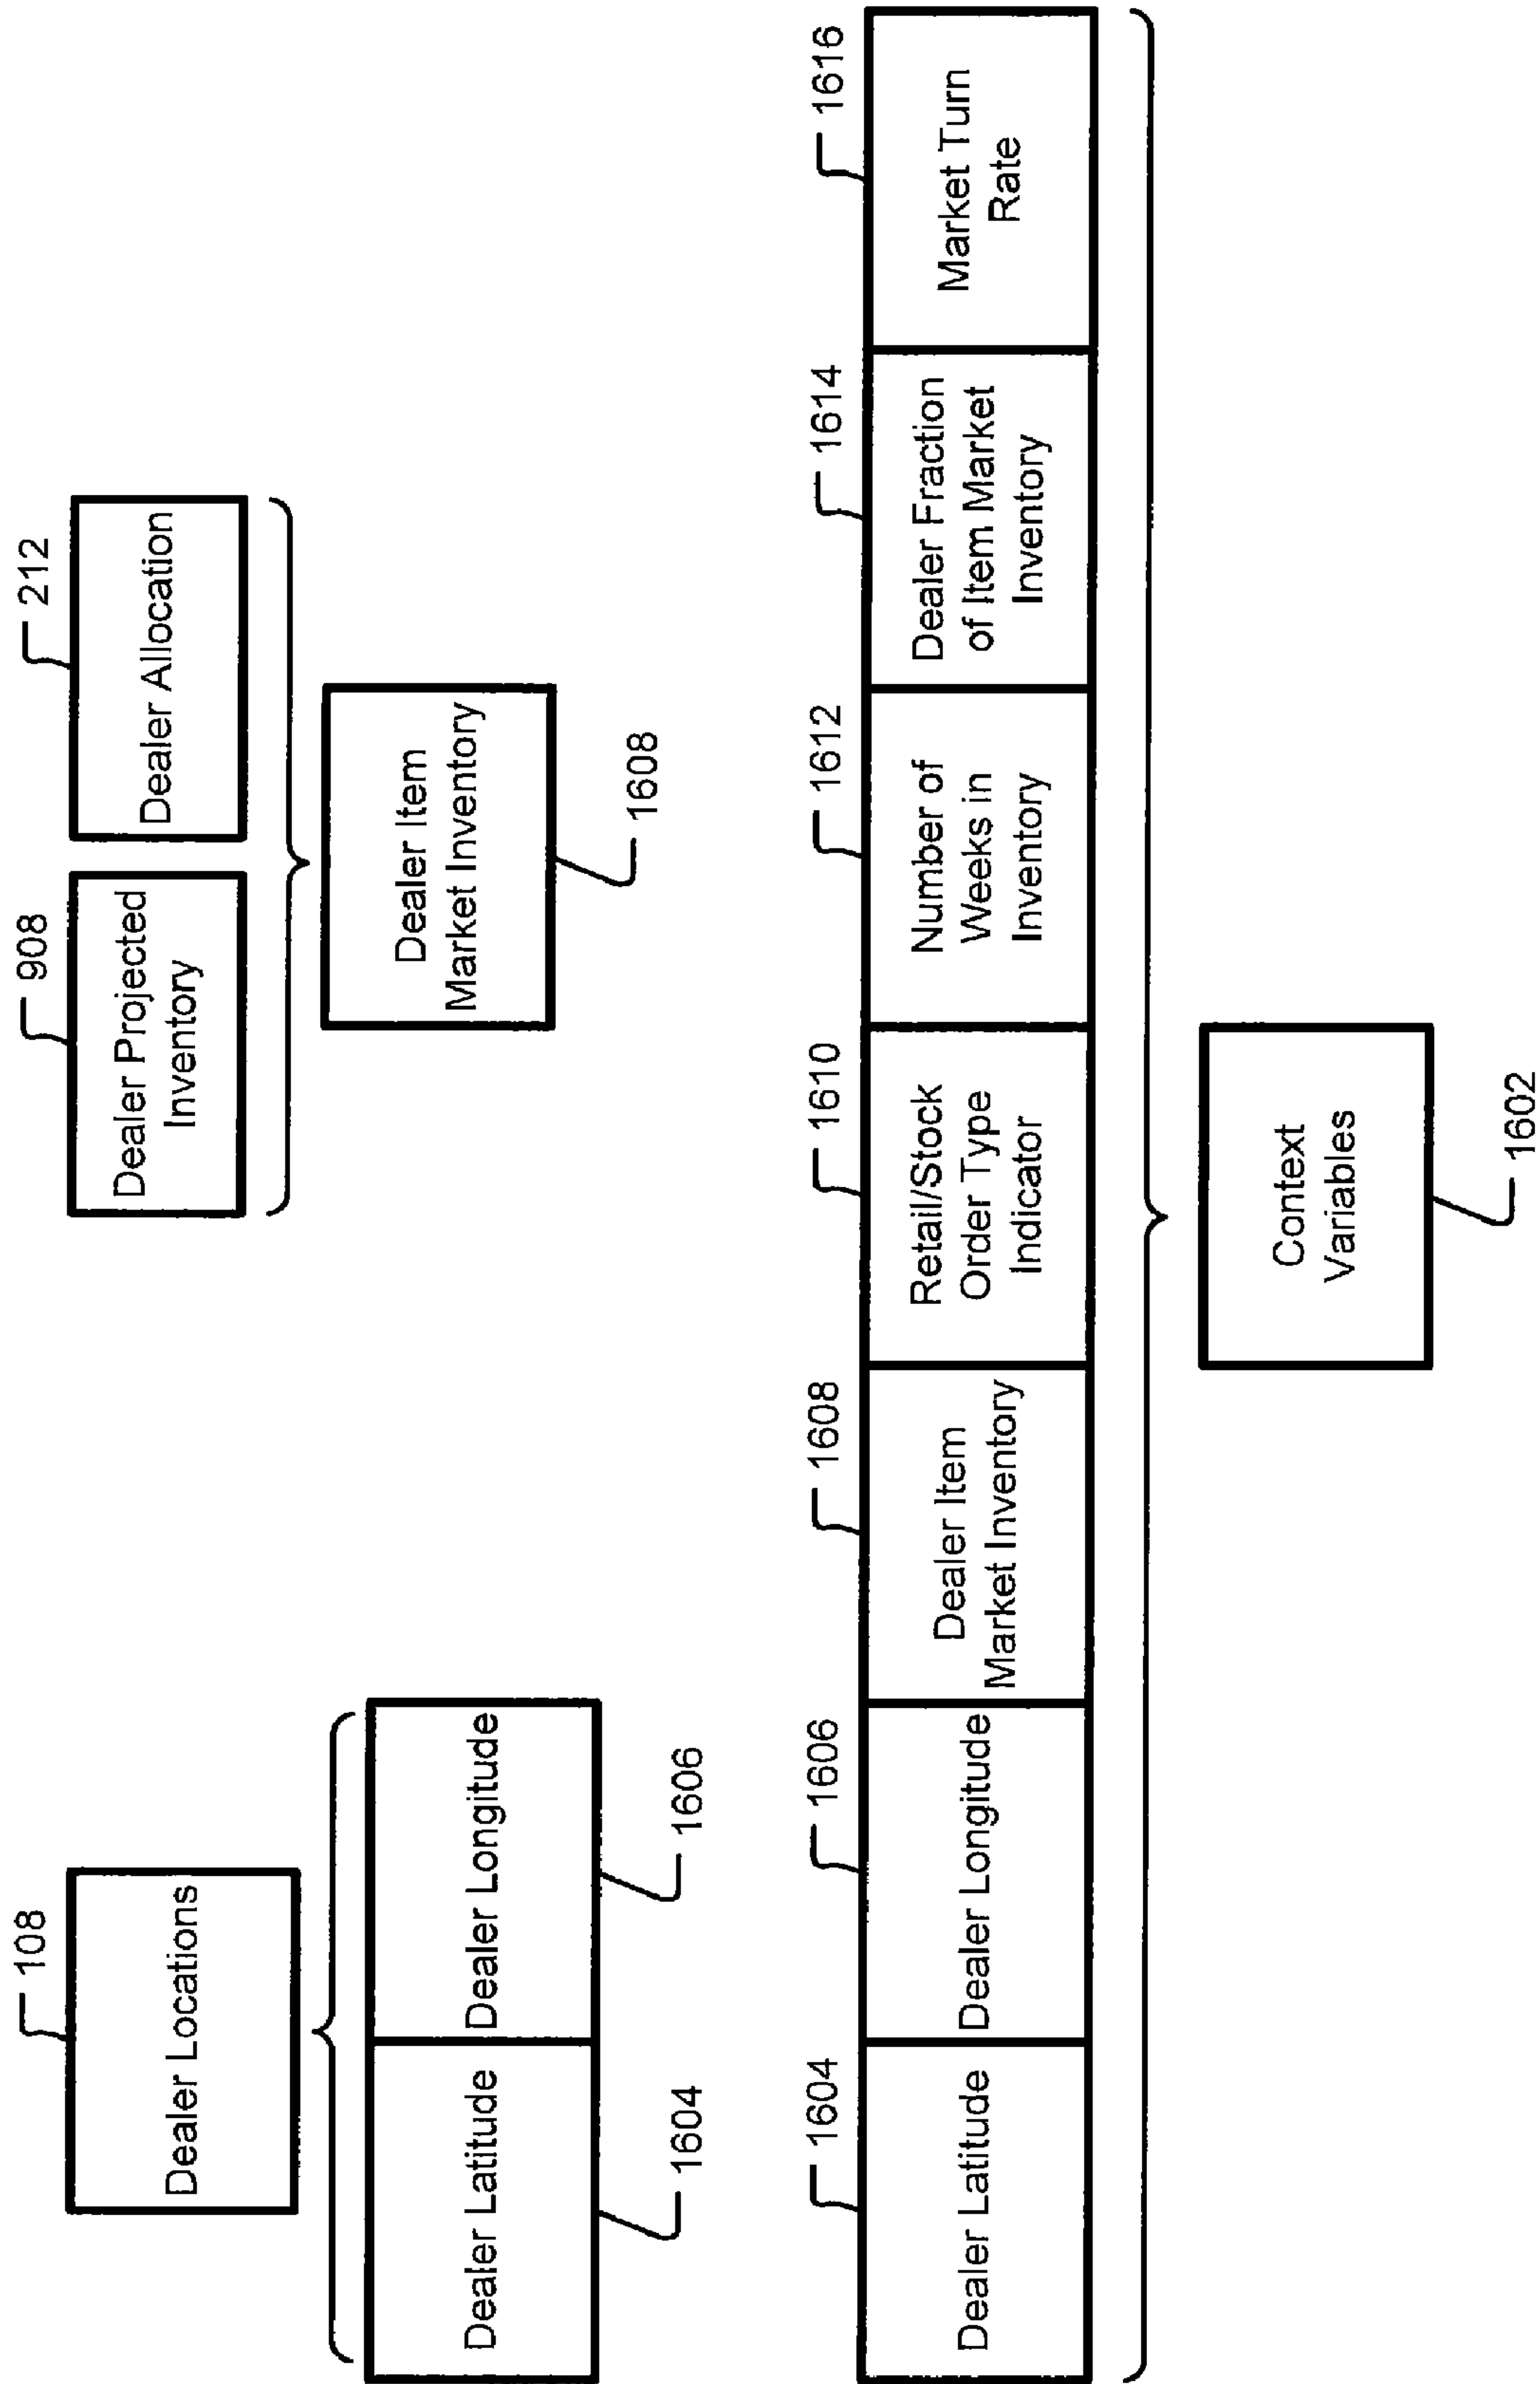 108
Dealer Locations
Dealer Latitude
Dealer Longitude
1604
1606
908
212
Dealer Projected
Inventory
Dealer Allocation
Dealer Item
Market Inventory
1608
1604
1606
1608
1610
1612
1614
1616
Dealer Latitude
Dealer Longitude
Dealer Item
Market Inventory
Retail/Stock
Order Type
Indicator
Number of
Weeks in
Inventory
Dealer Fraction
of Item Market
Inventory
Market Turn
Rate
Context
Variables
1602